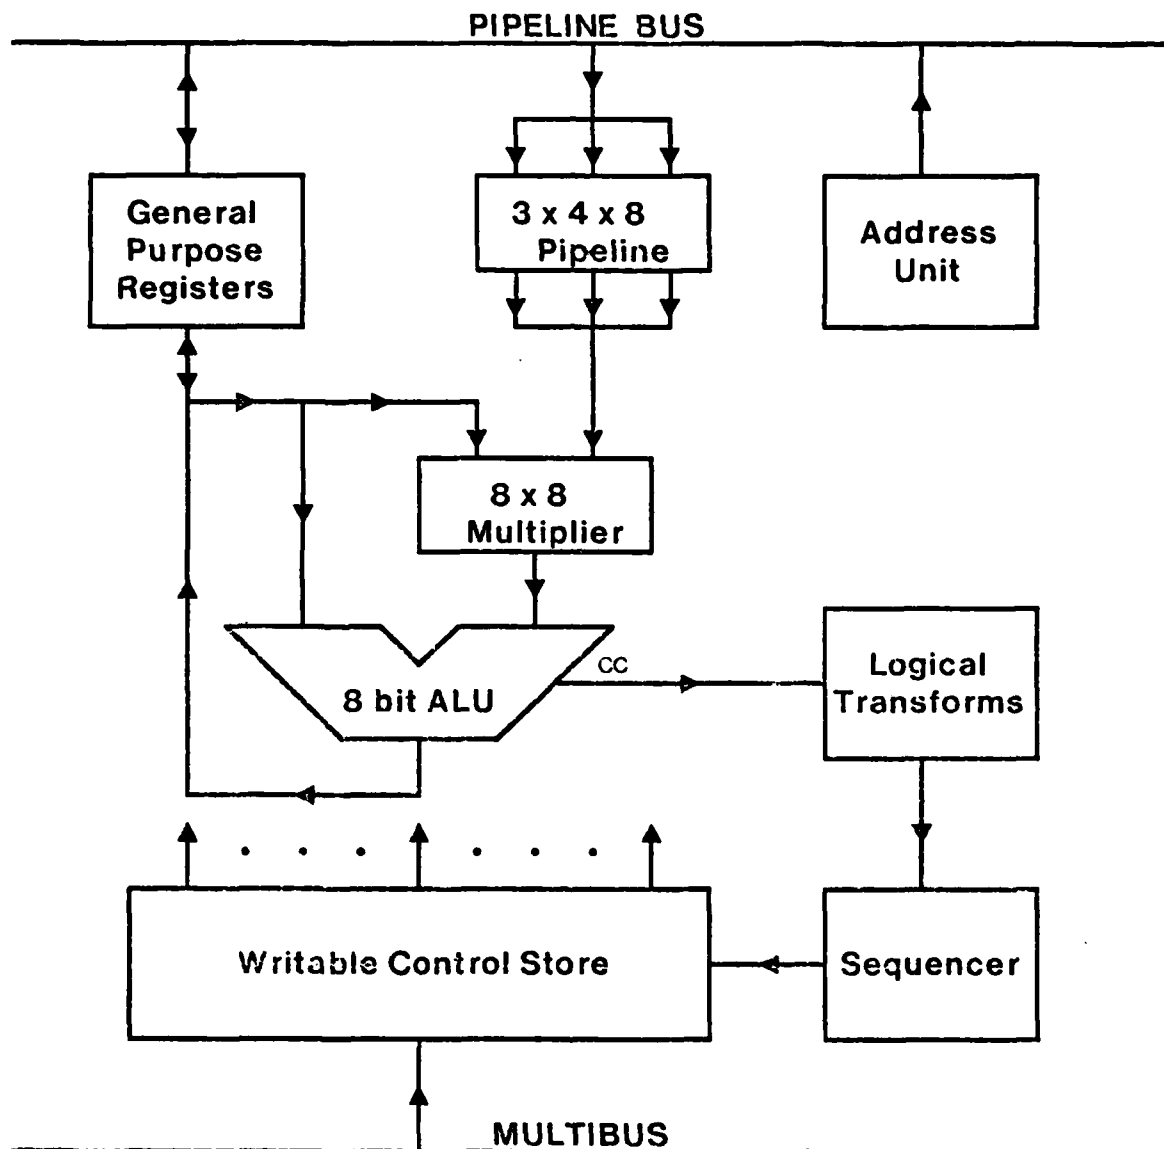 PIPELINE BUS
General
Purpose
Registers
3 x 4 x 8
Pipeline
Address
Unit
8 x 8
Multiplier
CC
8 bit ALU
Logical
Transforms
Writable Control Store
Sequencer
MULTIBUS